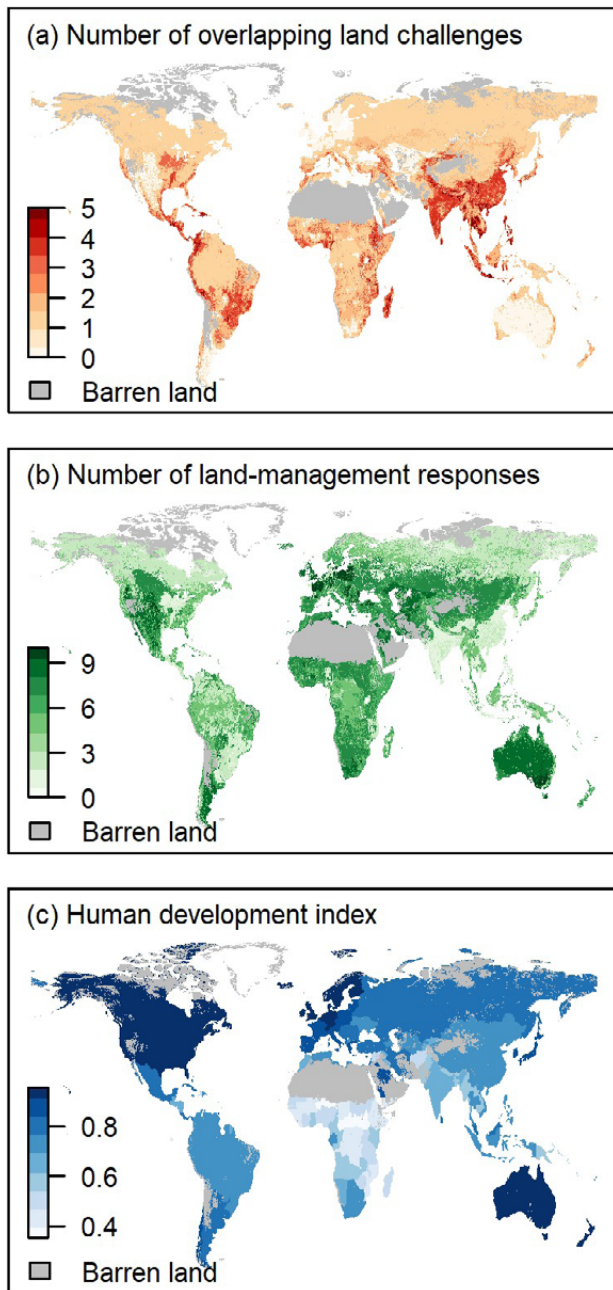 (a) Number of overlapping land challenges
5
4
3
2
1
0
Barren land
(b) Number of land-management responses
9
6
3
0
Barren land
(c) Human development index
0.8
0.6
0.4
Barren land